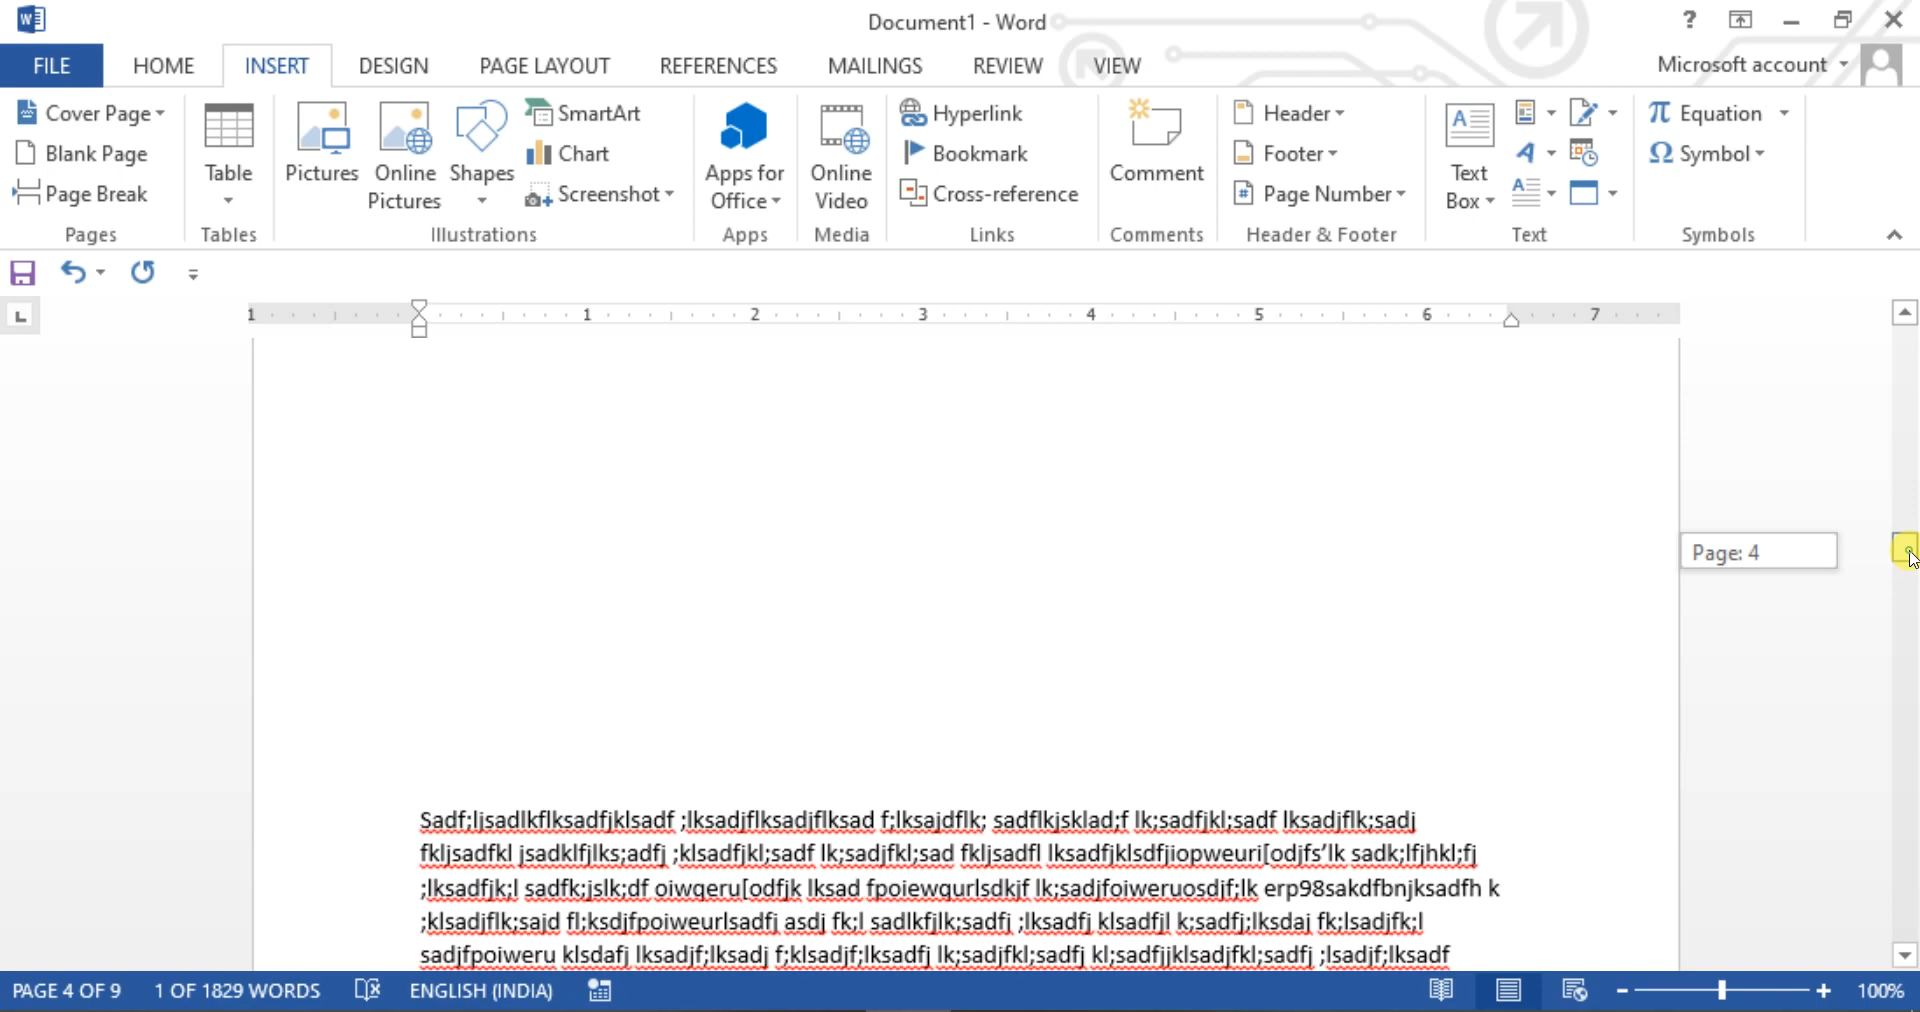 Document1 - Word
?
FILE HOME INSERT DESIGN PAGE LAYOUT REFERENCES MAILINGS REVIEW VIEW Microsoft account
Cover Page
Blank Page
Page Break
Pages
Table
Tables
Pictures
Online Pictures
Shapes
SmartArt
Chart
Screenshot
Illustrations
Apps for Office
Apps
Online Video
Media
Hyperlink
Bookmark
Cross-reference
Links
Comment
Comments
Header
Footer
Page Number
Header & Footer
Text Box
Text
π Equation
Ω Symbol
Symbols
1 1 2 3 4 5 6 7
Page: 4
Sadf;ljsadlkflksadfjklsadf ;lksadjflksadjflksad f;lksajdflk; sadflkjsklad;f lk;sadfjkl;sadf lksadjflk;sadj
fkljsadfkl jsadklfjlks;adfj ;klsadfjkl;sadf lk;sadjfkl;sad fkljsadfl lksadfjklsdfjiopweuri[odjfs’lk sadk;lfjhkl;fj
;lksadfjk;l sadfk;jslk;df oiwqeru[odfjk lksad fpoiewqurlsdkjf lk;sadjfoiweruosdjf;lk erp98sakdfbnjksadfh k
;klsadjflk;sajd fl;ksdjfpoiweurlsadfj asdj fk;l sadlkfjlk;sadfj ;lksadfj klsadfjl k;sadfj;lksdaj fk;lsadjfk;l
sadjfpoiweru klsdafj lksadjf;lksadj f;klsadjf;lksadfj lk;sadjfkl;sadfj kl;sadfjjklsadjfkl;sadfj ;lsadjf;lksadf
PAGE 4 OF 9 1 OF 1829 WORDS ENGLISH (INDIA) 100%